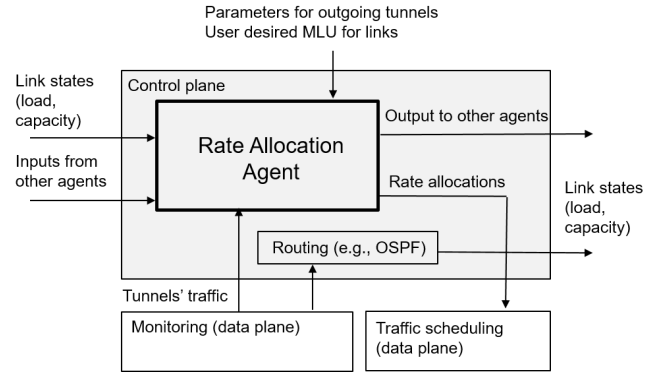 Parameters for outgoing tunnels
User desired MLU for links
Link states
(load,
capacity)
Control plane
Rate Allocation
Agent
Output to other agents
Inputs from
other agents
Rate allocations
Link states
(load,
capacity)
Routing (e.g., OSPF)
Tunnels' traffic
Monitoring (data plane)
Traffic scheduling
(data plane)